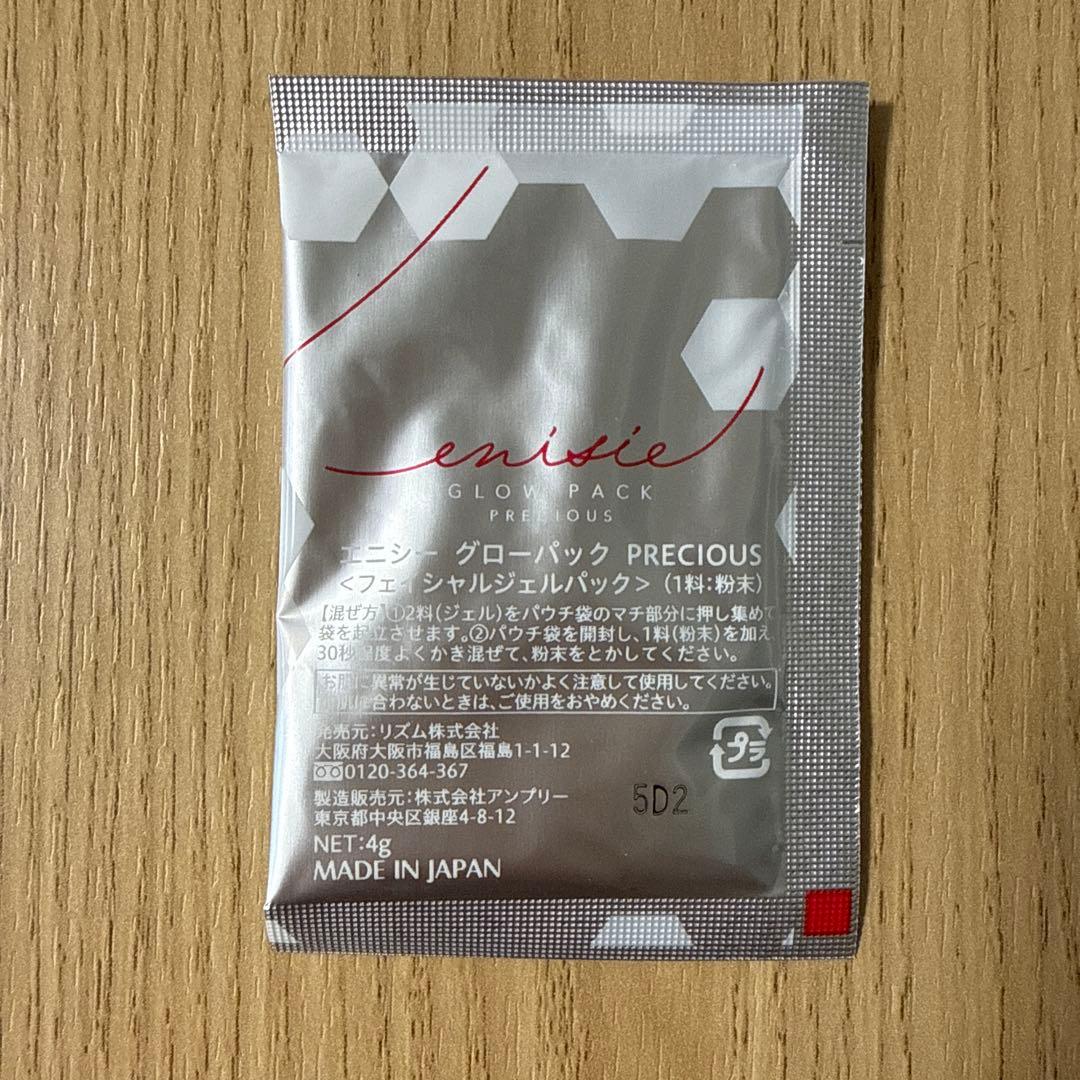 enisie
GLOW PACK
PRECIOUS
エニシー グローパック PRECIOUS
<フェイシャルジェルパック>(1料:粉末)
【混ぜ方】①2料(ジェル)をパウチ袋のマチ部分に押し集めて
袋を起立させます。②パウチ袋を開封し、1料(粉末)を加え
30秒程度よくかき混ぜて、粉末をとかしてください。
お肌に異常が生じていないかよく注意して使用してください。
お肌に合わないときは、ご使用をおやめください。
発売元:リズム株式会社
大阪府大阪市福島区福島1-1-12
0120-364-367
プラ
製造販売元:株式会社アンプリー
東京都中央区銀座4-8-12
5D2
NET:4g
MADE IN JAPAN